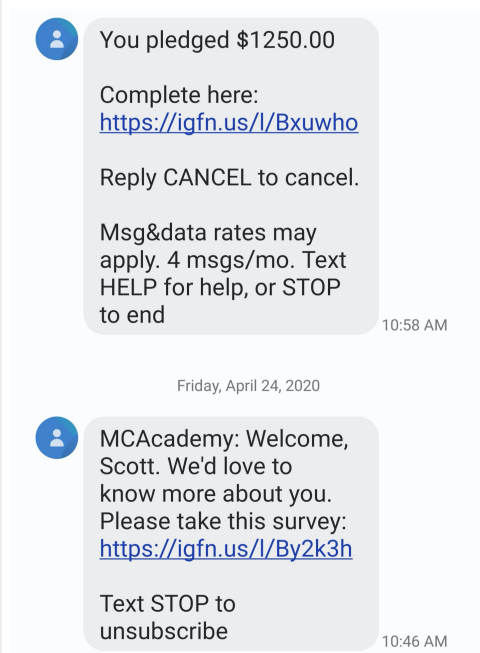 You pledged $1250.00
Complete here:
https://igfn.us/l/Bxuwho
Reply CANCEL to cancel.
Msg&data rates may
apply. 4 msgs/mo. Text
HELP for help, or STOP
to end
10:58 AM
Friday, April 24, 2020
MCAcademy: Welcome,
Scott. We'd love to
know more about you.
Please take this survey:
https://igfn.us/l/By2k3h
Text STOP to
unsubscribe
10:46 AM